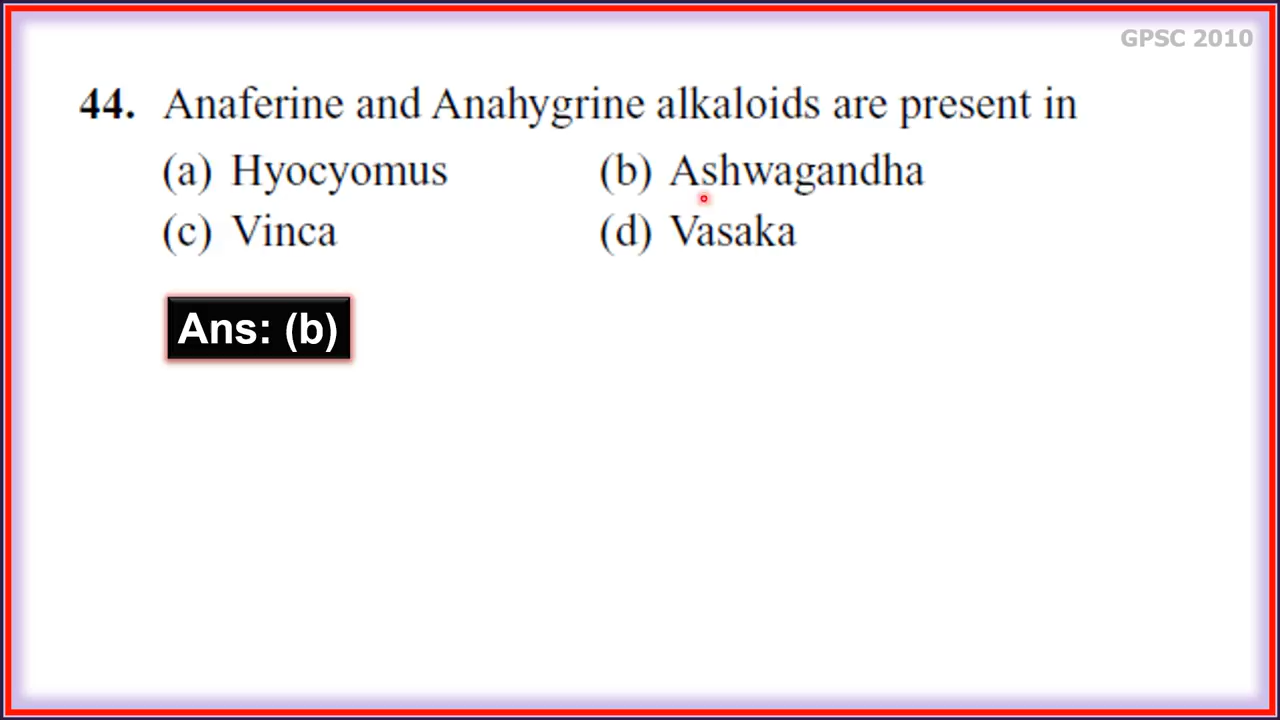 GPSC 2010
44. Anaferine and Anahygrine alkaloids are present in
(a) Hyocyomus (b) Ashwagandha
(c) Vinca (d) Vasaka
Ans: (b)